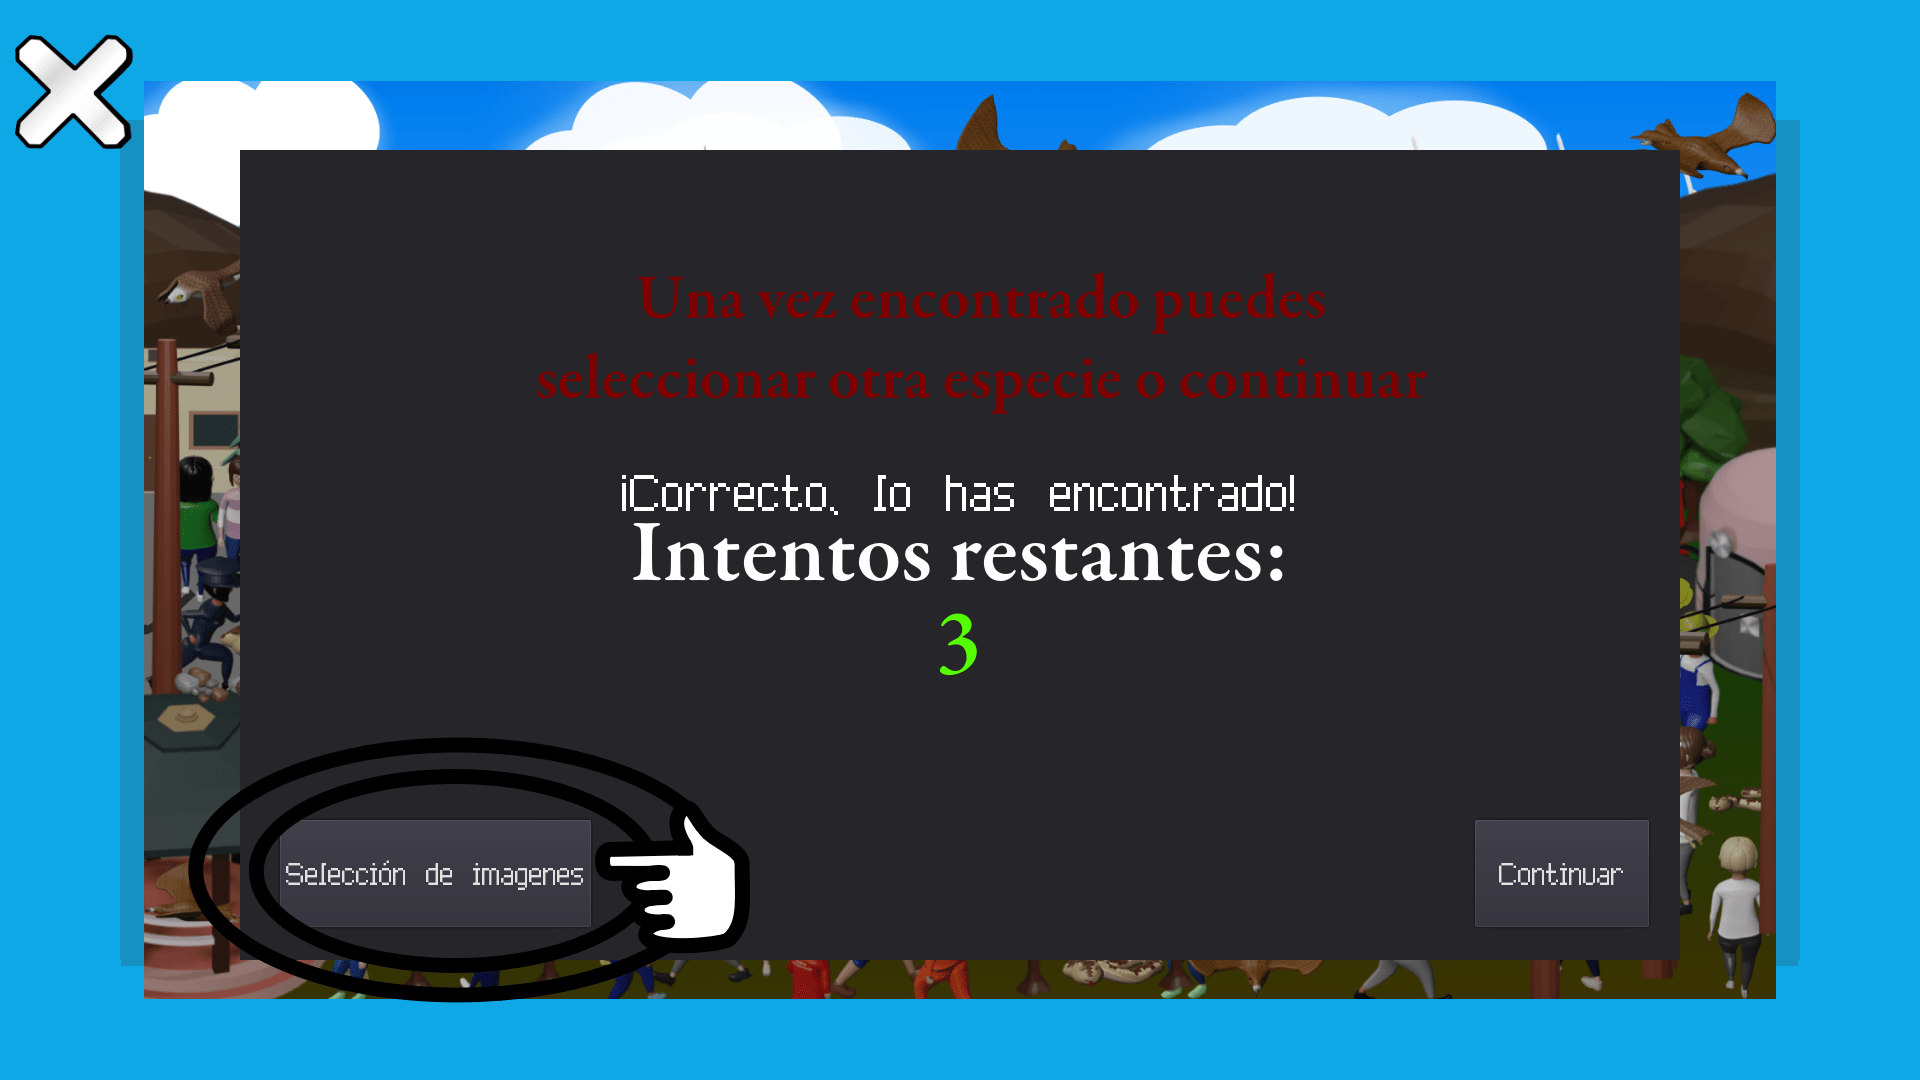 Una vez encontrado puedes
seleccionar otra especie o continuar
¡Correcto, lo has encontrado!
Intentos restantes:
3
Selección de imagenes
Continuar